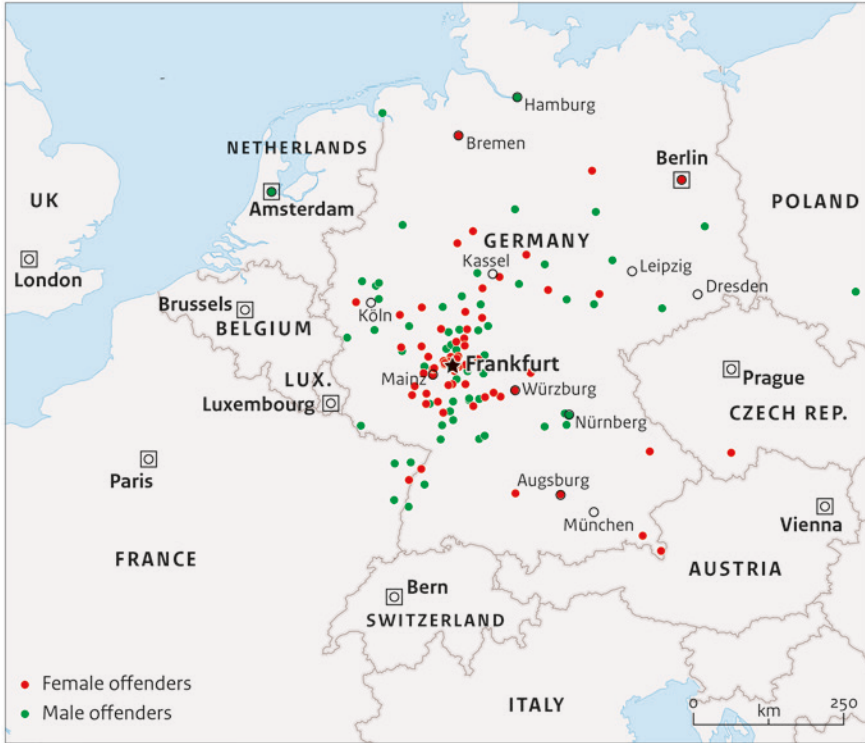 Hamburg
Bremen
NETHERLANDS
Berlin
UK
Amsterdam
POLAND
GERMANY
London
Kassel
Leipzig
Dresden
Brussels
Köln
BELGIUM
Frankfurt
LUX.
Mainz
Prague
Luxembourg
Würzburg
CZECH REP.
Nürnberg
Paris
Augsburg
München
Vienna
FRANCE
AUSTRIA
Bern
SWITZERLAND
Female offenders
ITALY
0 250
km
Male offenders